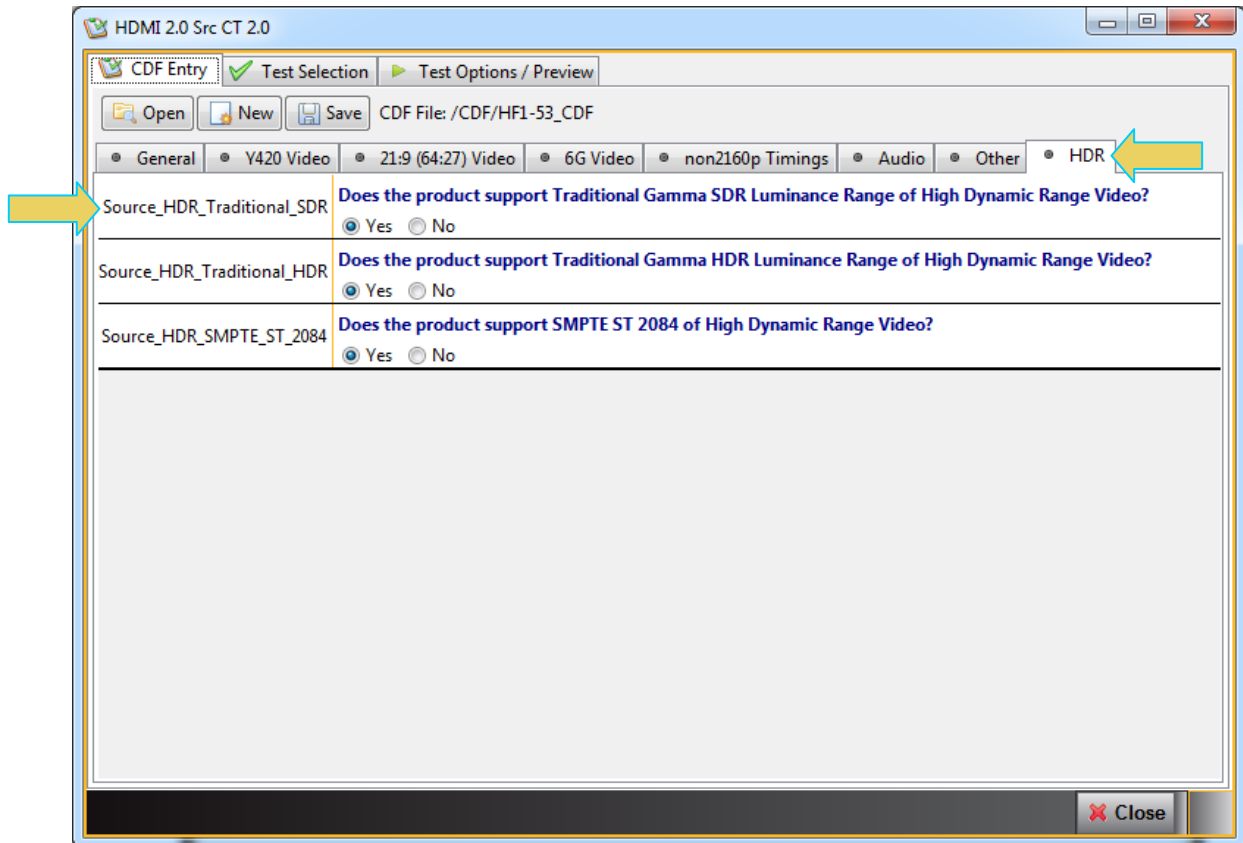 HDMI 2.0 Src CT 2.0
CDF Entry Test Selection Test Options / Preview
Open New Save CDF File: /CDF/HF1-53_CDF
General Y420 Video 21:9 (64:27) Video 6G Video non2160p Timings Audio Other HDR
Source_HDR_Traditional_SDR
Does the product support Traditional Gamma SDR Luminance Range of High Dynamic Range Video?
Yes No
Source_HDR_Traditional_HDR
Does the product support Traditional Gamma HDR Luminance Range of High Dynamic Range Video?
Yes No
Source_HDR_SMPTE_ST_2084
Does the product support SMPTE ST 2084 of High Dynamic Range Video?
Yes No
Close